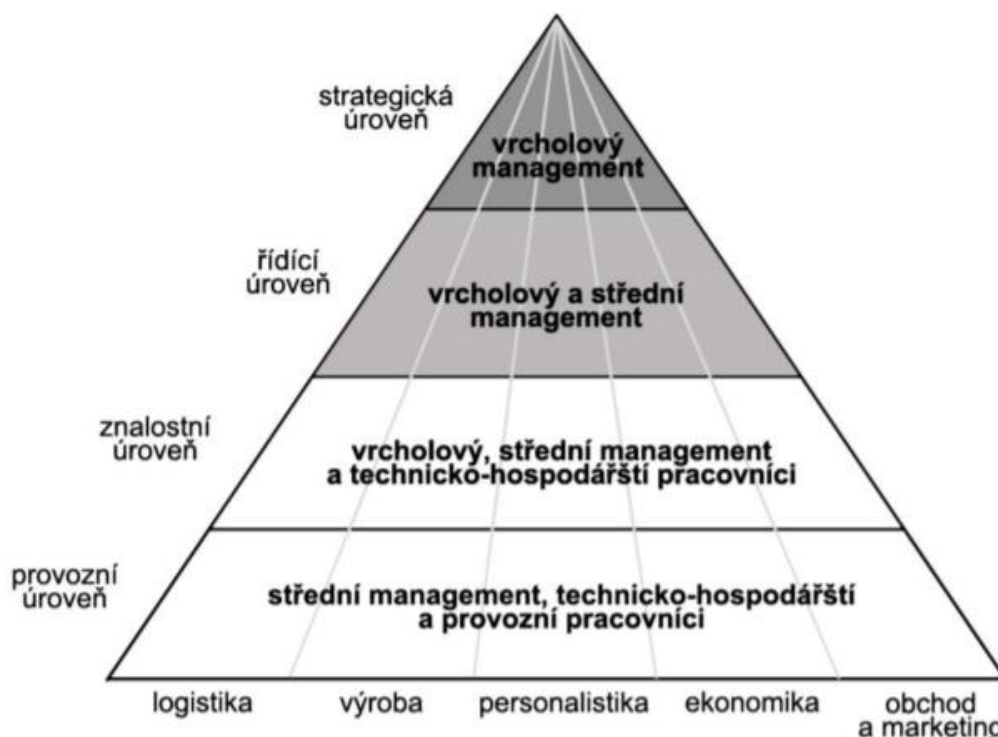 strategická
úroveň
vrcholový
management
řídící
úroveň
vrcholový a střední
management
znalostní
úroveň
vrcholový, střední management
a technicko-hospodářští pracovníci
provozní
úroveň
střední management, technicko-hospodářští
a provozní pracovníci
logistika
výroba
personalistika
ekonomika
obchod
a marketing